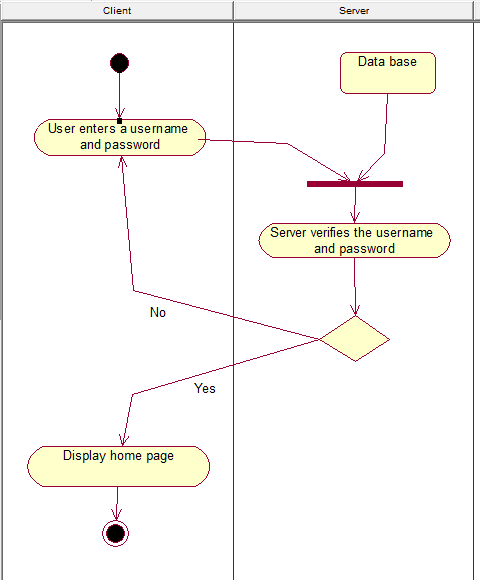 Client
Server
Data base
User enters a username
and password
Server verifies the username
and password
No
Yes
Display home page